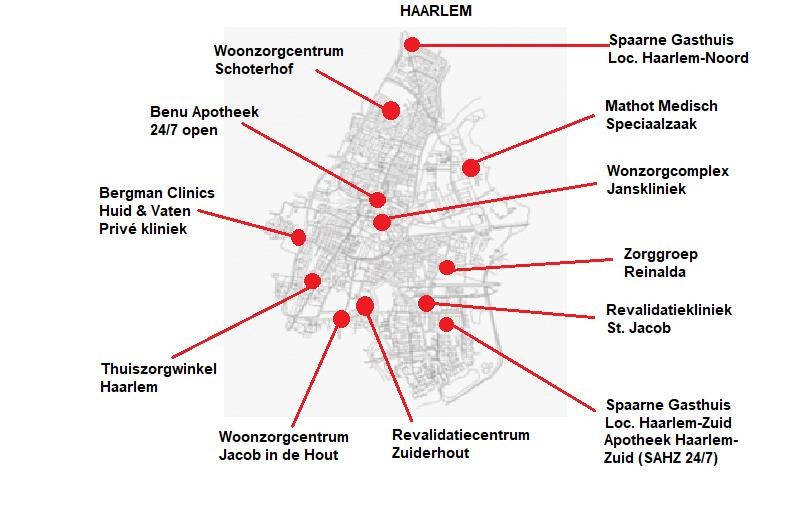 HAARLEM
Woonzorgcentrum
Schoterhof
Spaarne Gasthuis
Loc. Haarlem-Noord
Benu Apotheek
24/7 open
Mathot Medisch
Speciaalzaak
Bergman Clinics
Huid & Vaten
Privé kliniek
Wonzorgcomplex
Janskliniek
Zorggroep
Reinalda
Revalidatiekliniek
St. Jacob
Thuiszorgwinkel
Haarlem
Woonzorgcentrum
Jacob in de Hout
Revalidatiecentrum
Zuiderhout
Spaarne Gasthuis
Loc. Haarlem-Zuid
Apotheek Haarlem-
Zuid (SAHZ 24/7)